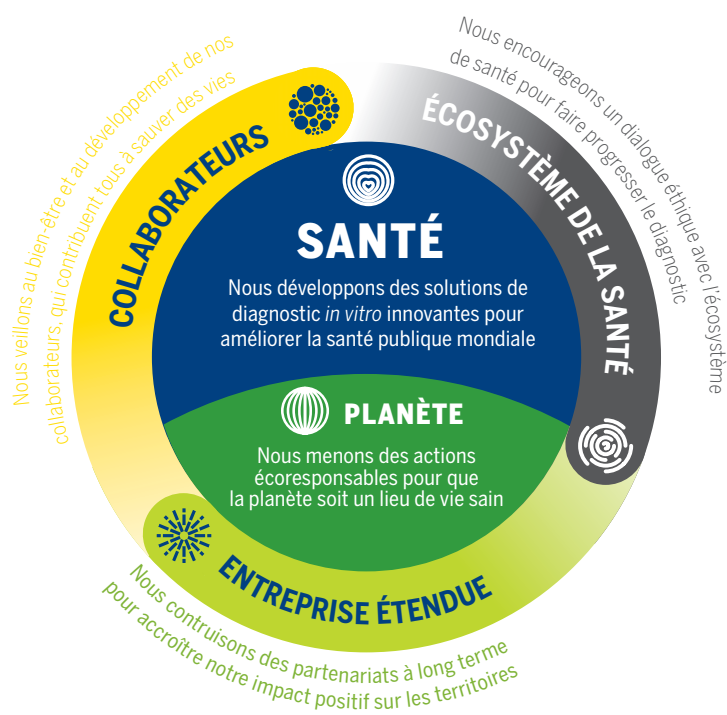 Nous veillons au bien-être et au développement de nos
collaborateurs, qui contribuent tous à sauver des vies
COLLABORATEURS
Nous encourageons un dialogue éthique avec l'écosystème
de santé pour faire progresser le diagnostic
ÉCOSYSTÈME DE LA SANTÉ
SANTÉ
Nous développons des solutions de
diagnostic in vitro innovantes pour
améliorer la santé publique mondiale
PLANÈTE
Nous menons des actions
écoresponsables pour que
la planète soit un lieu de vie sain
ENTREPRISE ÉTENDUE
Nous construisons des partenariats à long terme
pour accroître notre impact positif sur les territoires